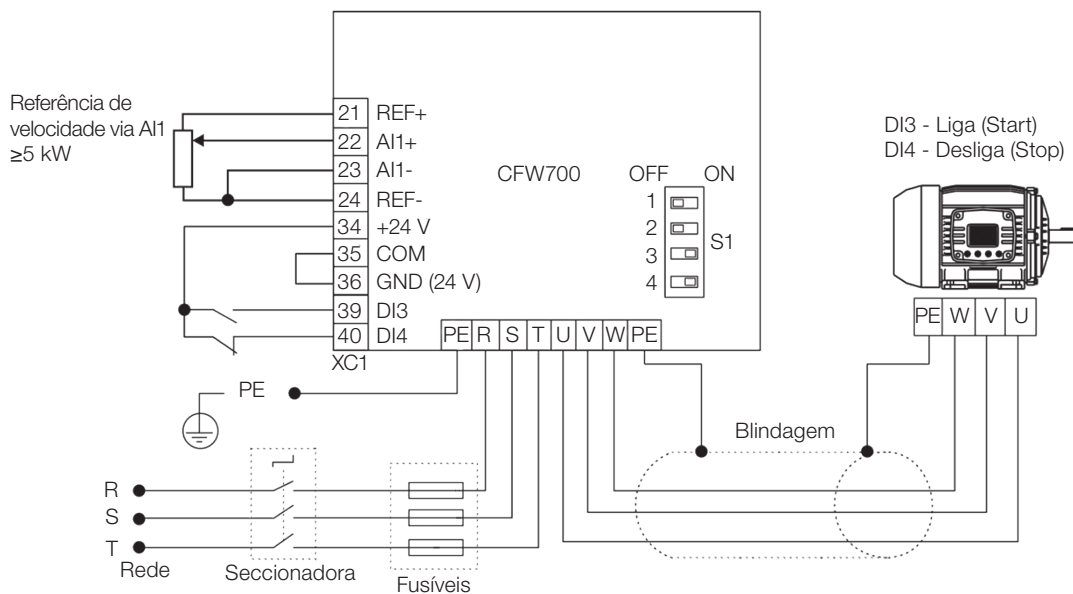 Referência de
velocidade via AI1
≥5 kW
21 REF+
22 AI1+
23 AI1-
24 REF-
34 +24 V
35 COM
36 GND (24 V)
39 DI3
40 DI4
XC1
CFW700
OFF ON
1
2
3
4
S1
DI3 - Liga (Start)
DI4 - Desliga (Stop)
PE R S T U V W PE
PE W V U
PE
Blindagem
R
S
T
Rede
Seccionadora
Fusíveis